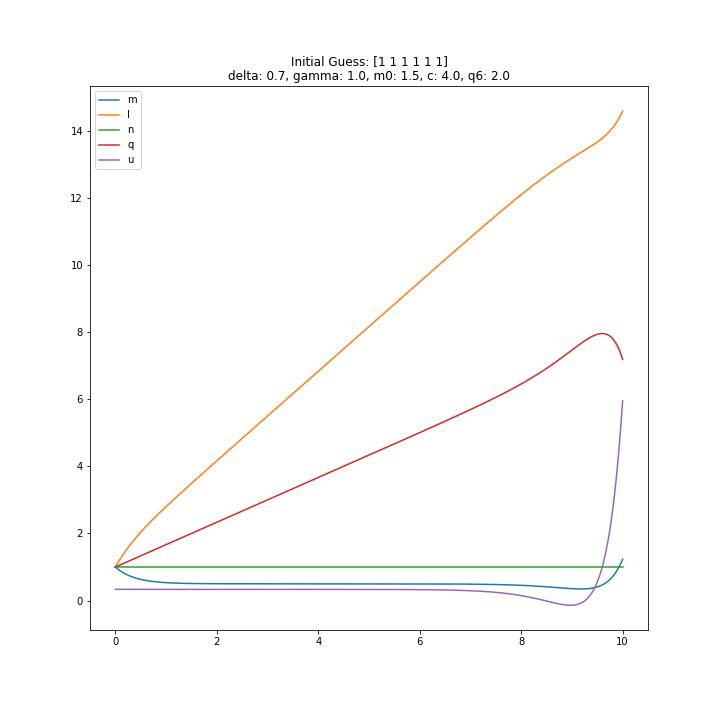 Initial Guess: [1 1 1 1 1 1]
delta: 0.7, gamma: 1.0, m0: 1.5, c: 4.0, q6: 2.0
m
l
n
q
u
14
12
10
8
6
4
2
0
0 2 4 6 8 10